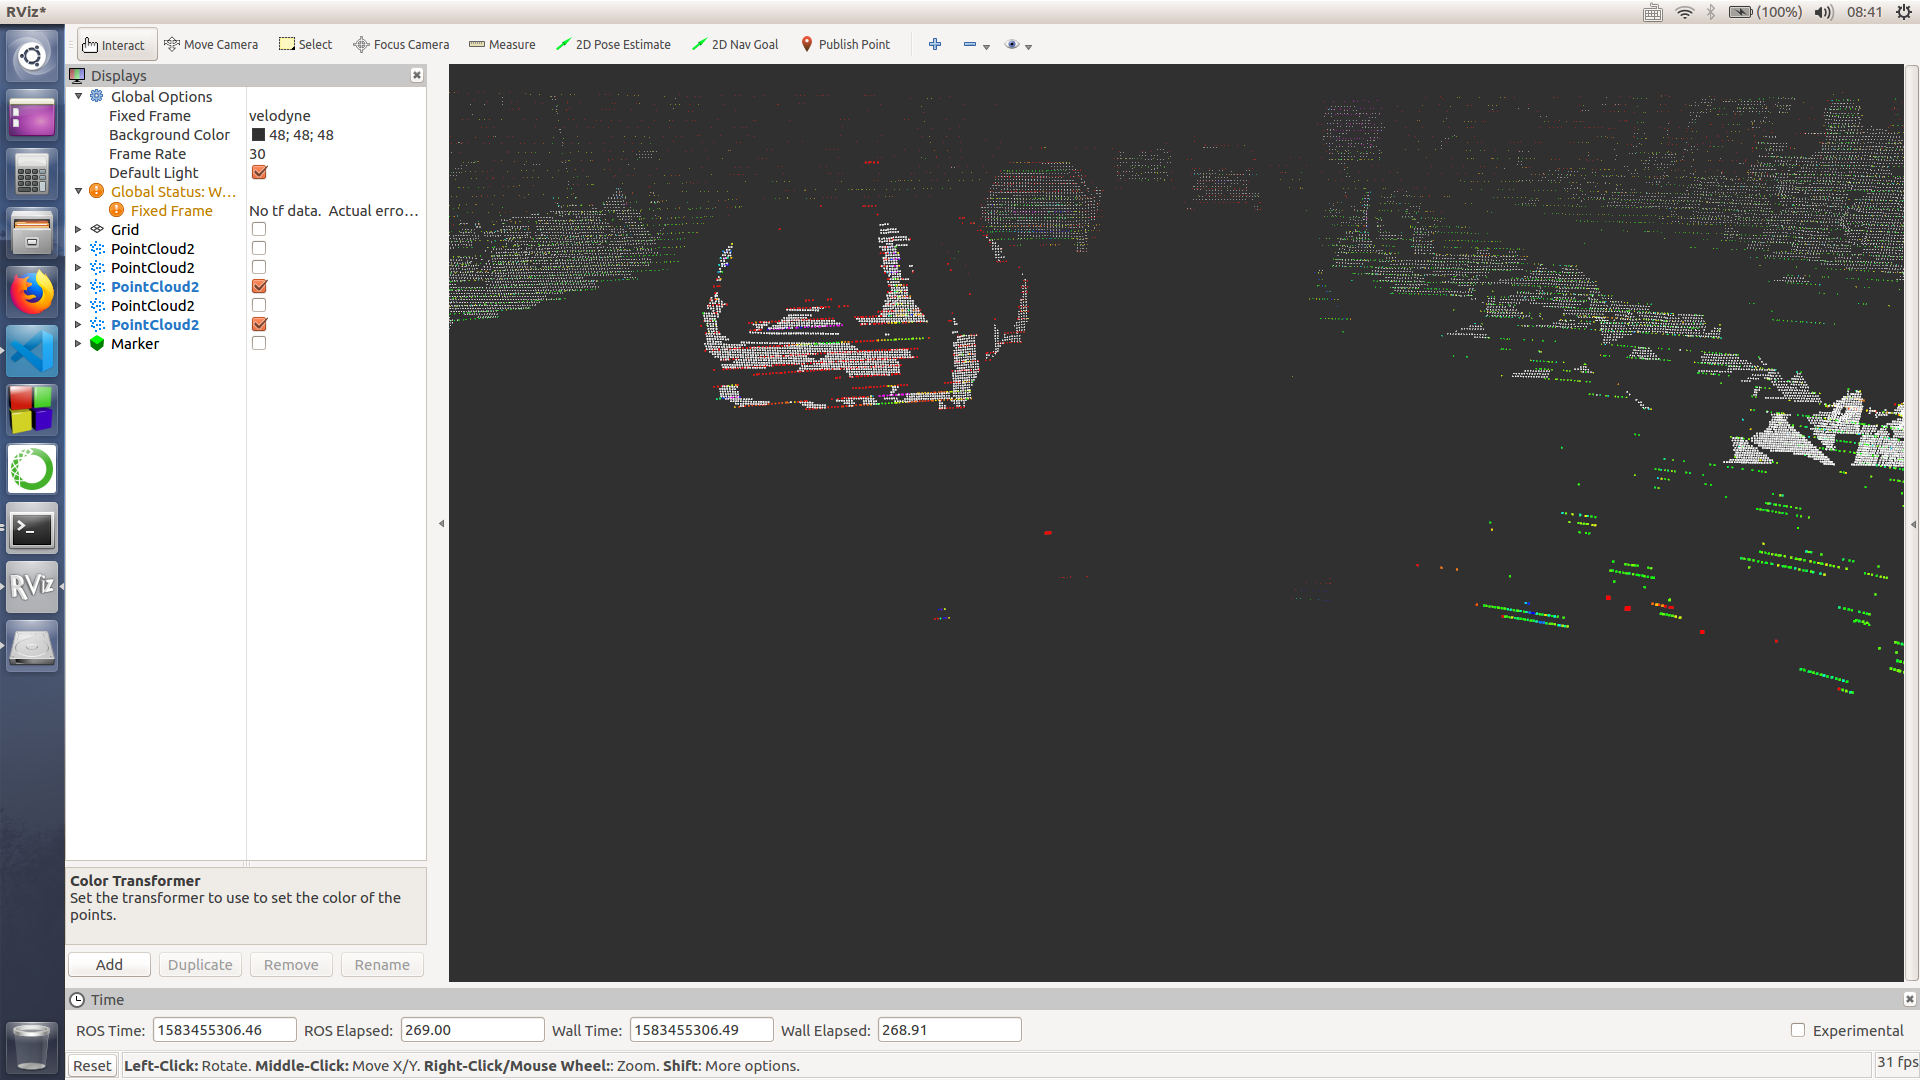 RViz*
(100%)
08:41
Interact
Move Camera
Select
Focus Camera
Measure
2D Pose Estimate
2D Nav Goal
Publish Point
Displays
Global Options
Fixed Frame velodyne
Background Color 48; 48; 48
Frame Rate 30
Default Light
Global Status: W...
Fixed Frame No tf data.  Actual erro...
Grid
PointCloud2
PointCloud2
PointCloud2
PointCloud2
PointCloud2
Marker
RViz
Color Transformer
Set the transformer to use to set the color of the
points.
Add Duplicate Remove Rename
Time
ROS Time: 1583455306.46 ROS Elapsed: 269.00 Wall Time: 1583455306.49 Wall Elapsed: 268.91 Experimental
Reset Left-Click: Rotate. Middle-Click: Move X/Y. Right-Click/Mouse Wheel:: Zoom. Shift: More options. 31 fps